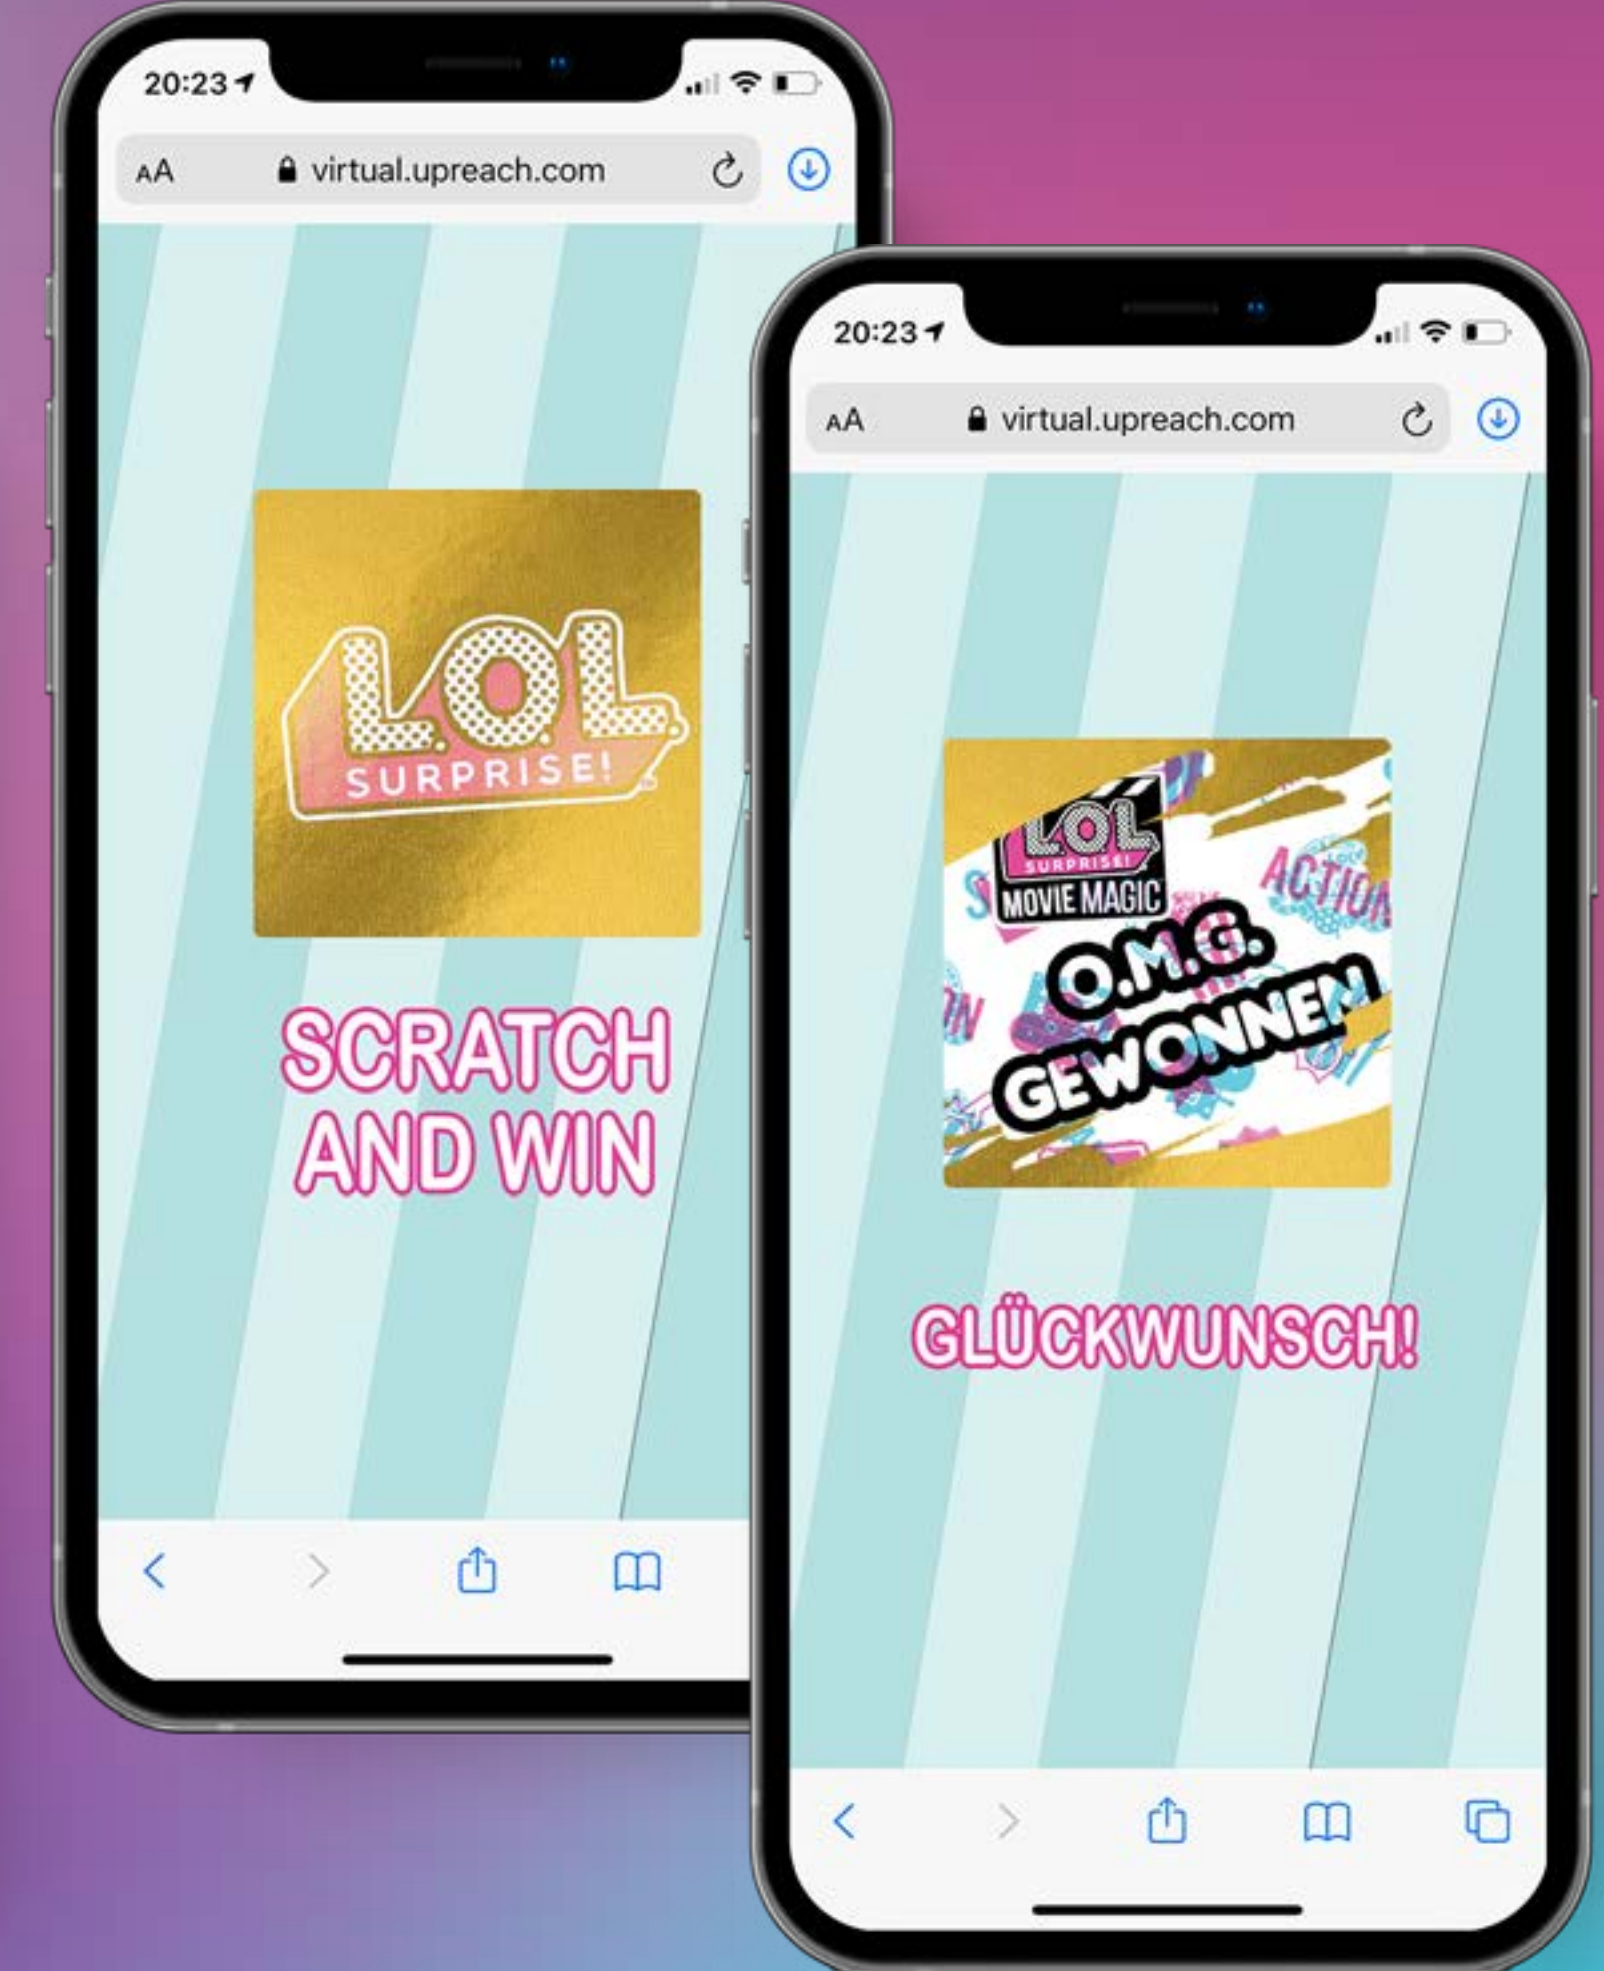 20:23
AA virtual.upreach.com
L.O.L.
SURPRISE!
SCRATCH
AND WIN
20:23
AA virtual.upreach.com
L.O.L.
SURPRISE!
MOVIE MAGIC
ACTION
O.M.G.
GEWONNEN
GLÜCKWUNSCH!